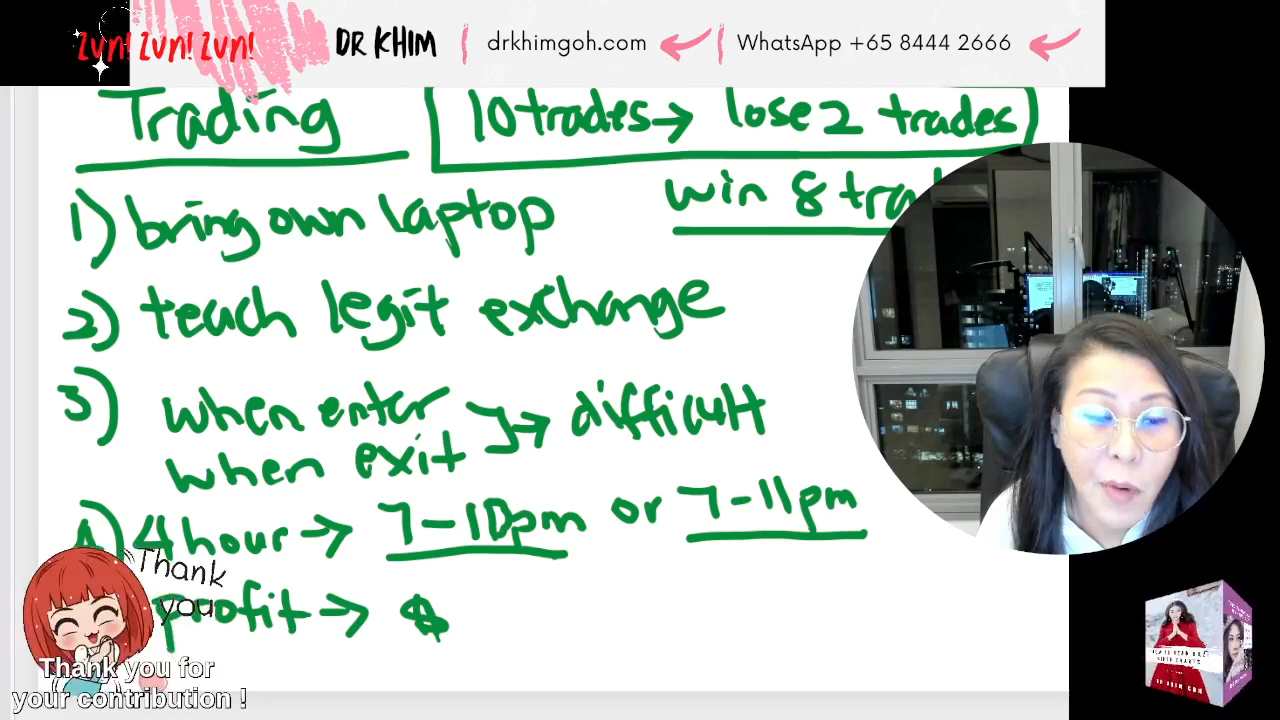 zun! zun! zun!
DR KHIM
drkhimgoh.com
WhatsApp +65 8444 2666
Trading
10 trades → lose 2 trades
win 8 tra
1) bring own laptop
2) teach legit exchange
3) when enter
when exit
→ difficult
4) 4 hour → 7-10pm or 7-11pm
profit → $
Thank
you
Thank you for
your contribution !